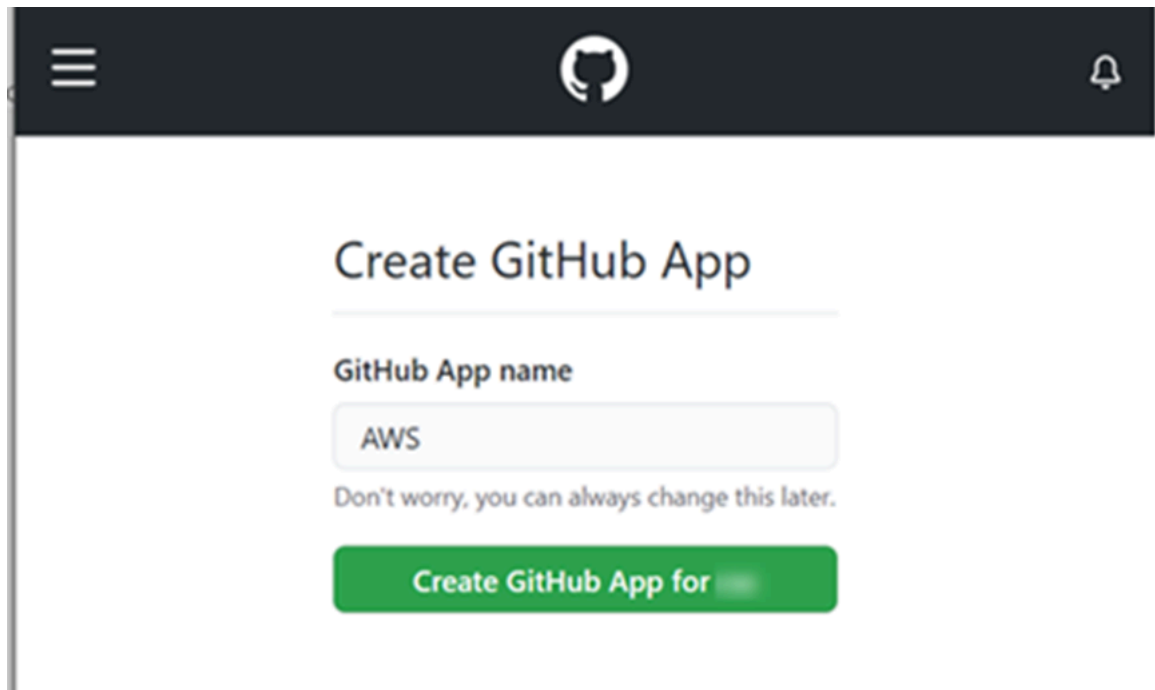 Create GitHub App
GitHub App name
AWS
Don't worry, you can always change this later.
Create GitHub App for